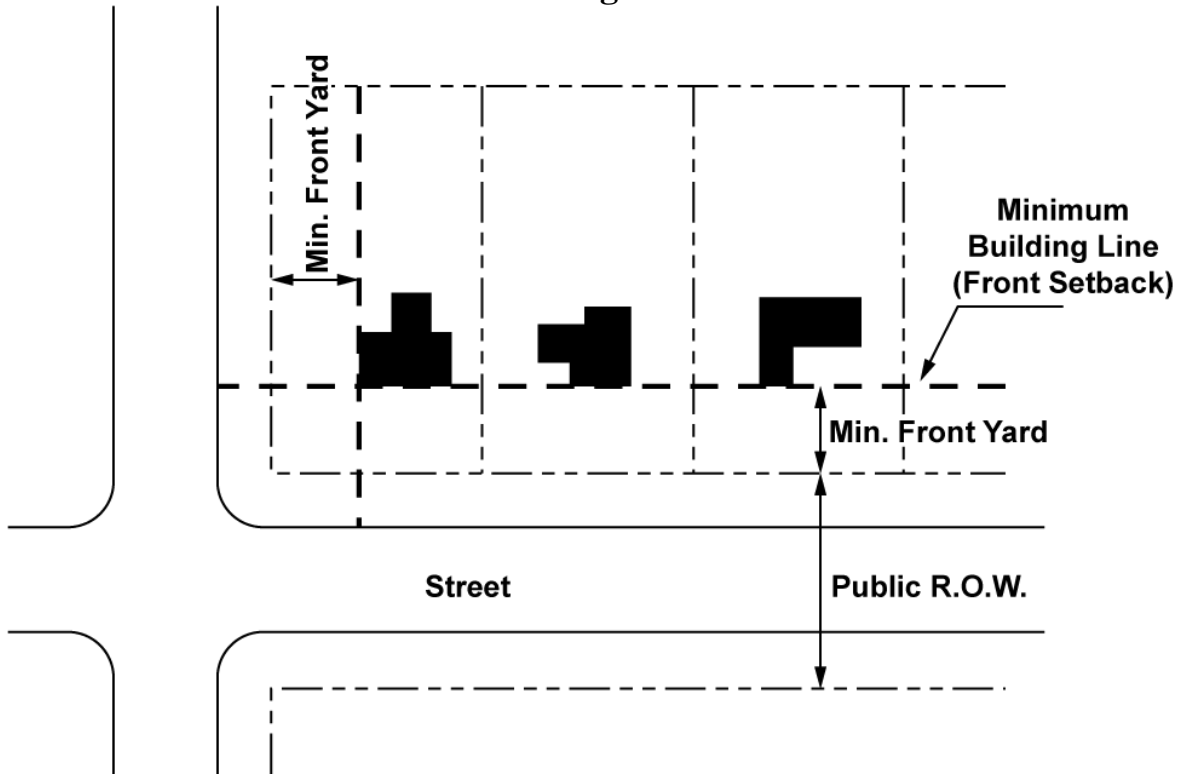 Min. Front Yard
Minimum
Building Line
(Front Setback)
Min. Front Yard
Street
Public R.O.W.